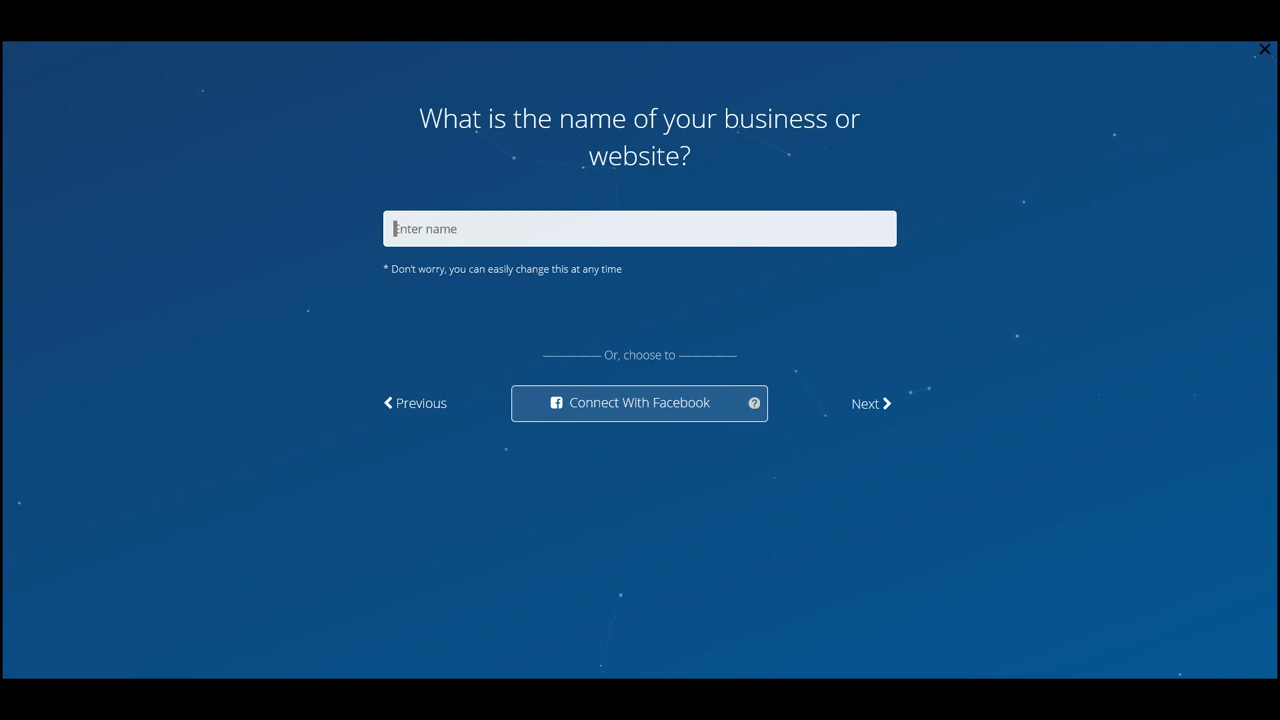 What is the name of your business or
website?
Enter name
* Don't worry, you can easily change this at any time
Or, choose to
Previous
Connect With Facebook ?
Next